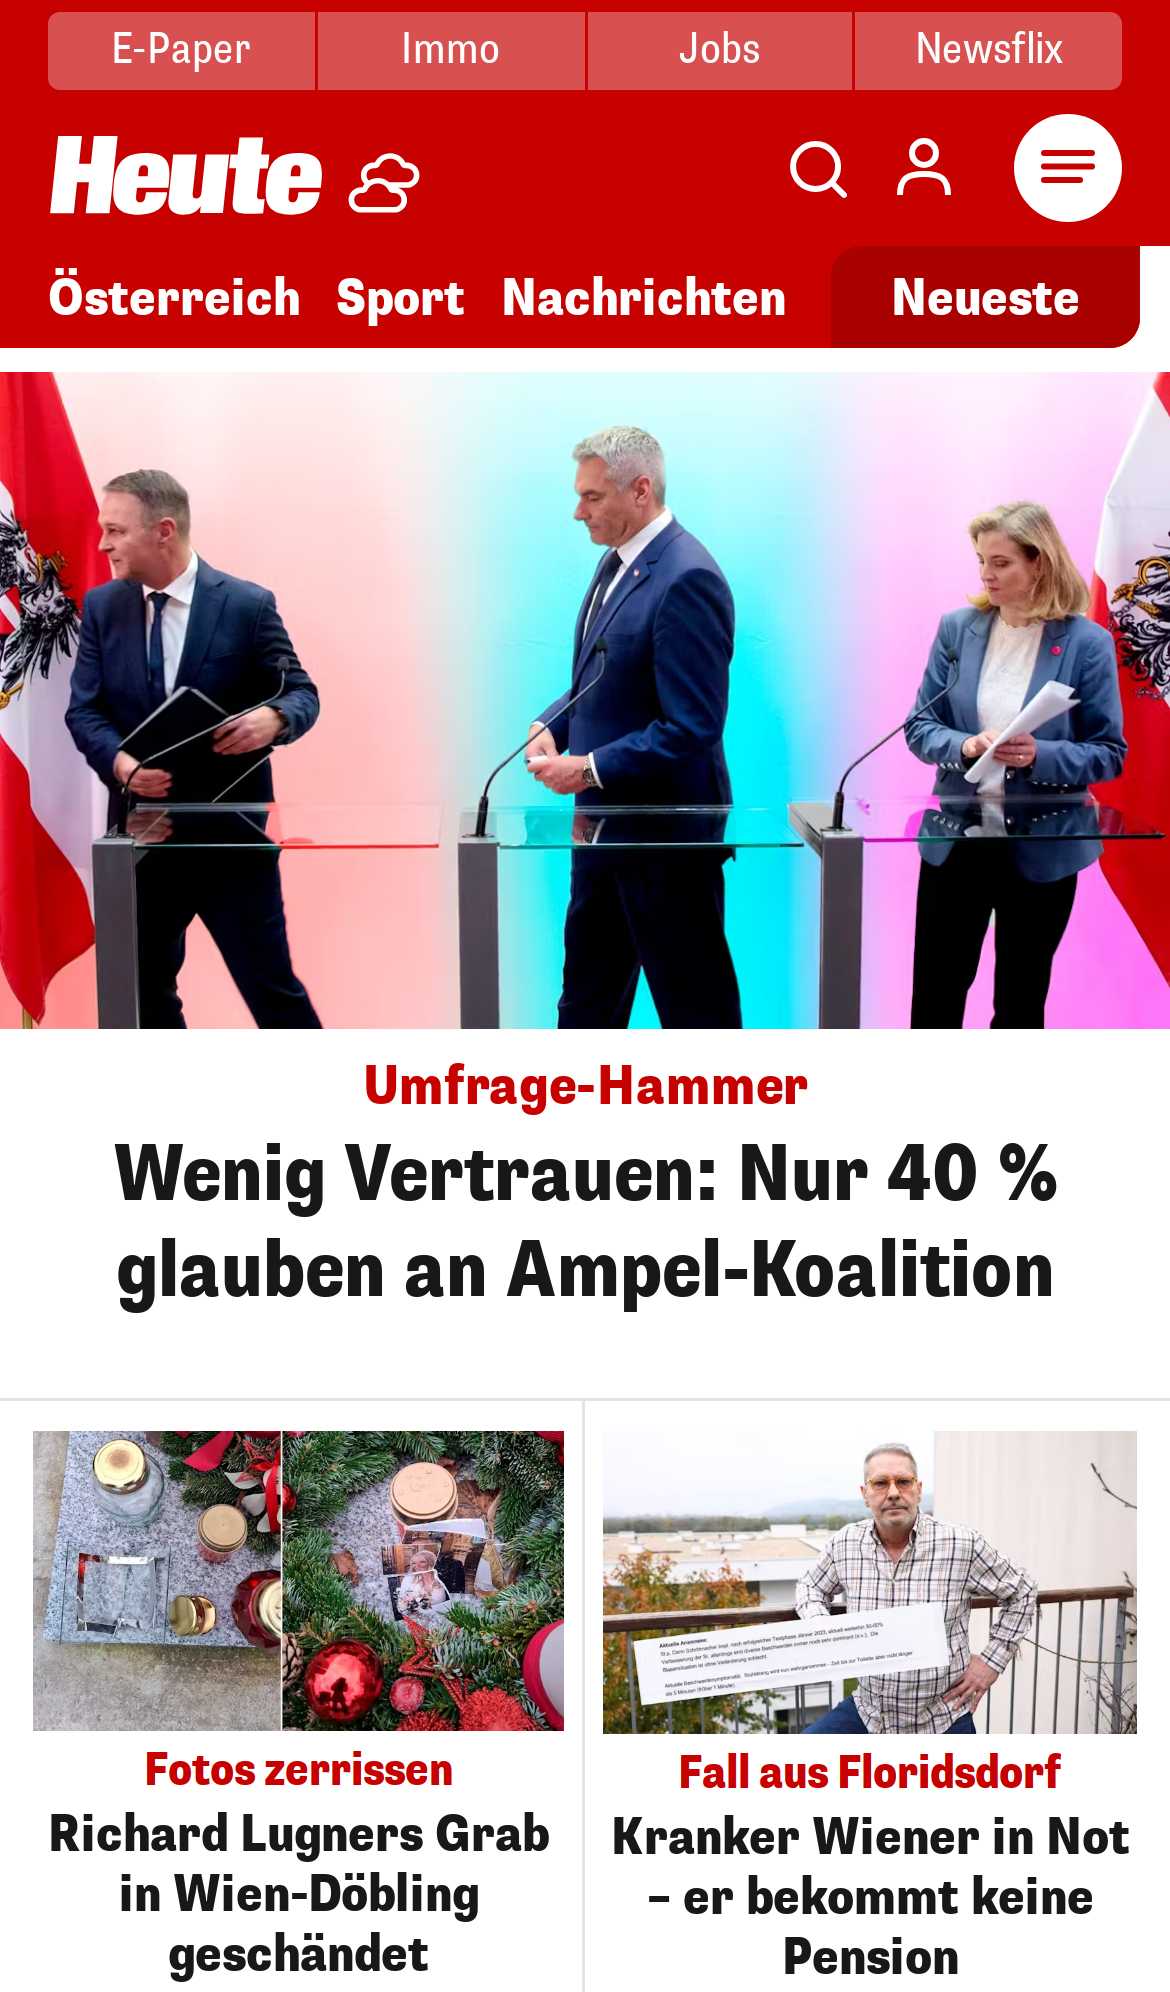 E-Paper
Immo
Jobs
Newsflix
Heute
Österreich
Sport
Nachrichten
Neueste
Umfrage-Hammer
Wenig Vertrauen: Nur 40 %
glauben an Ampel-Koalition
Fotos zerrissen
Richard Lugners Grab
in Wien-Döbling
geschändet
Aktuelle Anamnese:
Fall aus Floridsdorf
Kranker Wiener in Not
– er bekommt keine
Pension